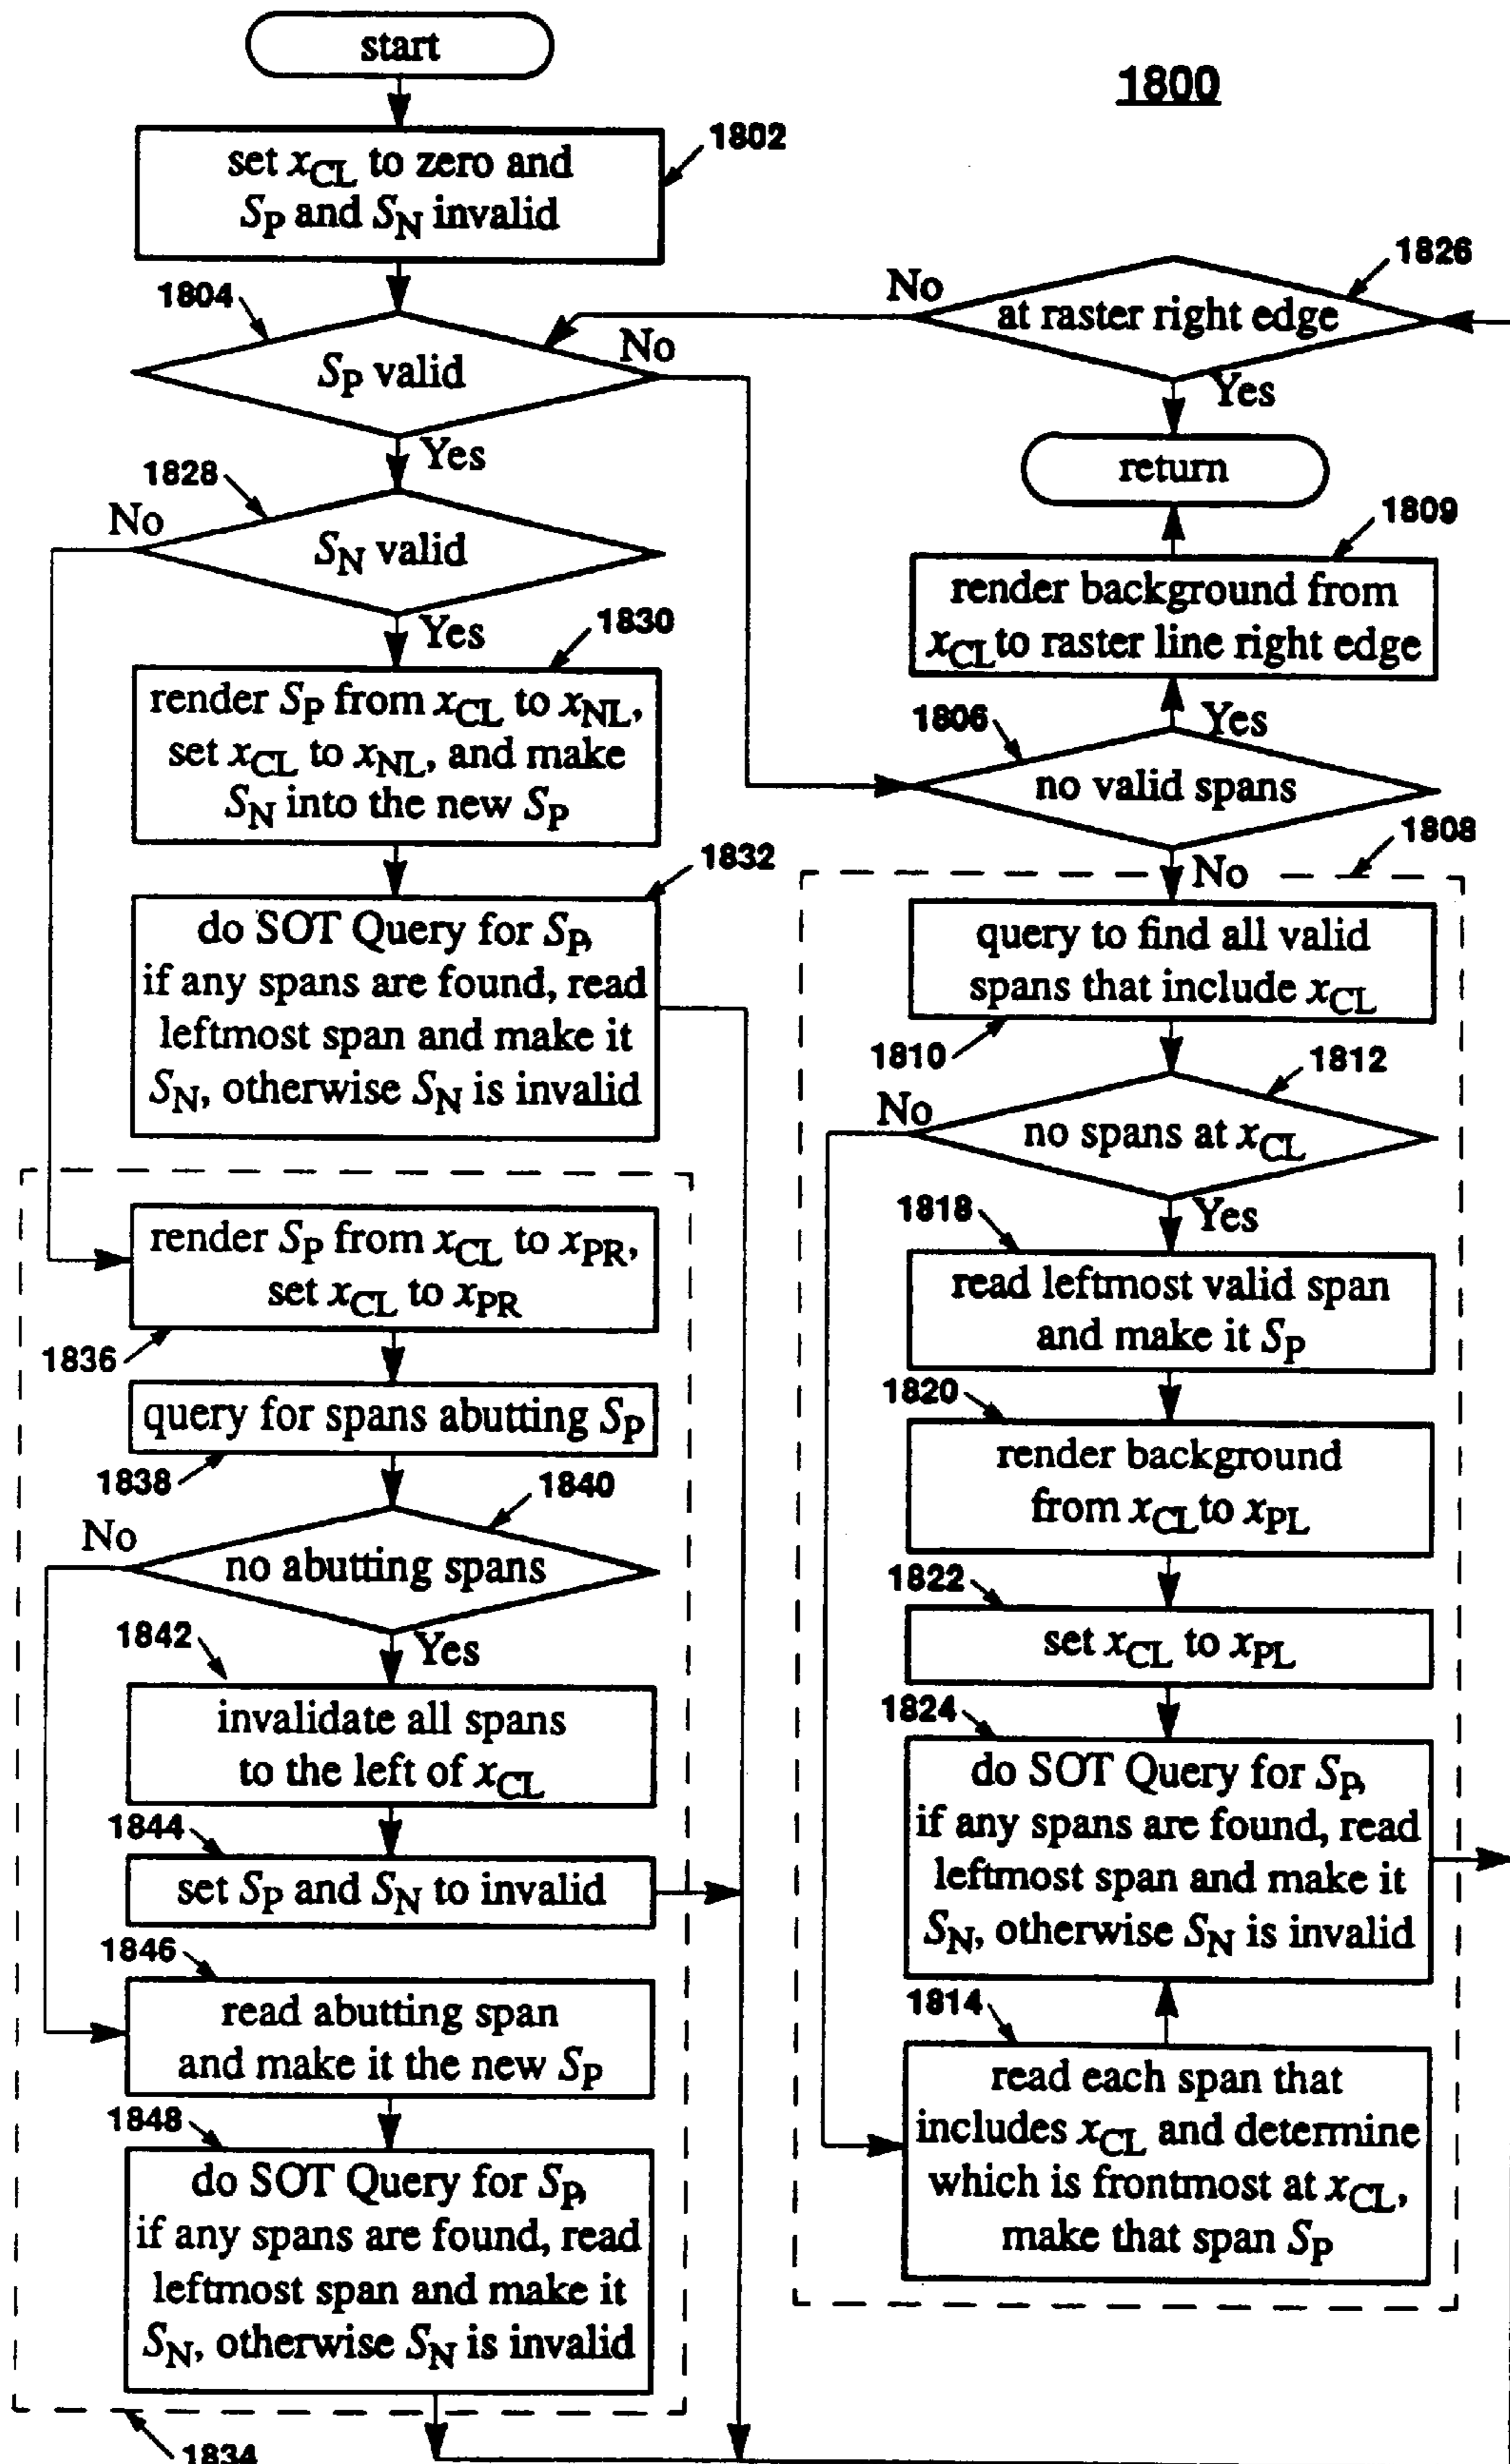 start
1800
1802
set xCL to zero and
SP and SN invalid
1804
SP valid
No
Yes
1826
No
at raster right edge
Yes
return
1828
No
SN valid
Yes
1809
render background from
xCL to raster line right edge
1830
render SP from xCL to xNL,
set xCL to xNL, and make
SN into the new SP
1806
Yes
no valid spans
No
1808
1832
do SOT Query for SP,
if any spans are found, read
leftmost span and make it
SN, otherwise SN is invalid
query to find all valid
spans that include xCL
1810
1812
No
no spans at xCL
Yes
1818
read leftmost valid span
and make it SP
render SP from xCL to xPR,
set xCL to xPR
1836
query for spans abutting SP
1838
1840
No
no abutting spans
Yes
1820
render background
from xCL to xPL
1822
set xCL to xPL
1842
invalidate all spans
to the left of xCL
1844
set SP and SN to invalid
1824
do SOT Query for SP,
if any spans are found, read
leftmost span and make it
SN, otherwise SN is invalid
1846
read abutting span
and make it the new SP
1814
read each span that
includes xCL and determine
which is frontmost at xCL,
make that span SP
1848
do SOT Query for SP,
if any spans are found, read
leftmost span and make it
SN, otherwise SN is invalid
1834